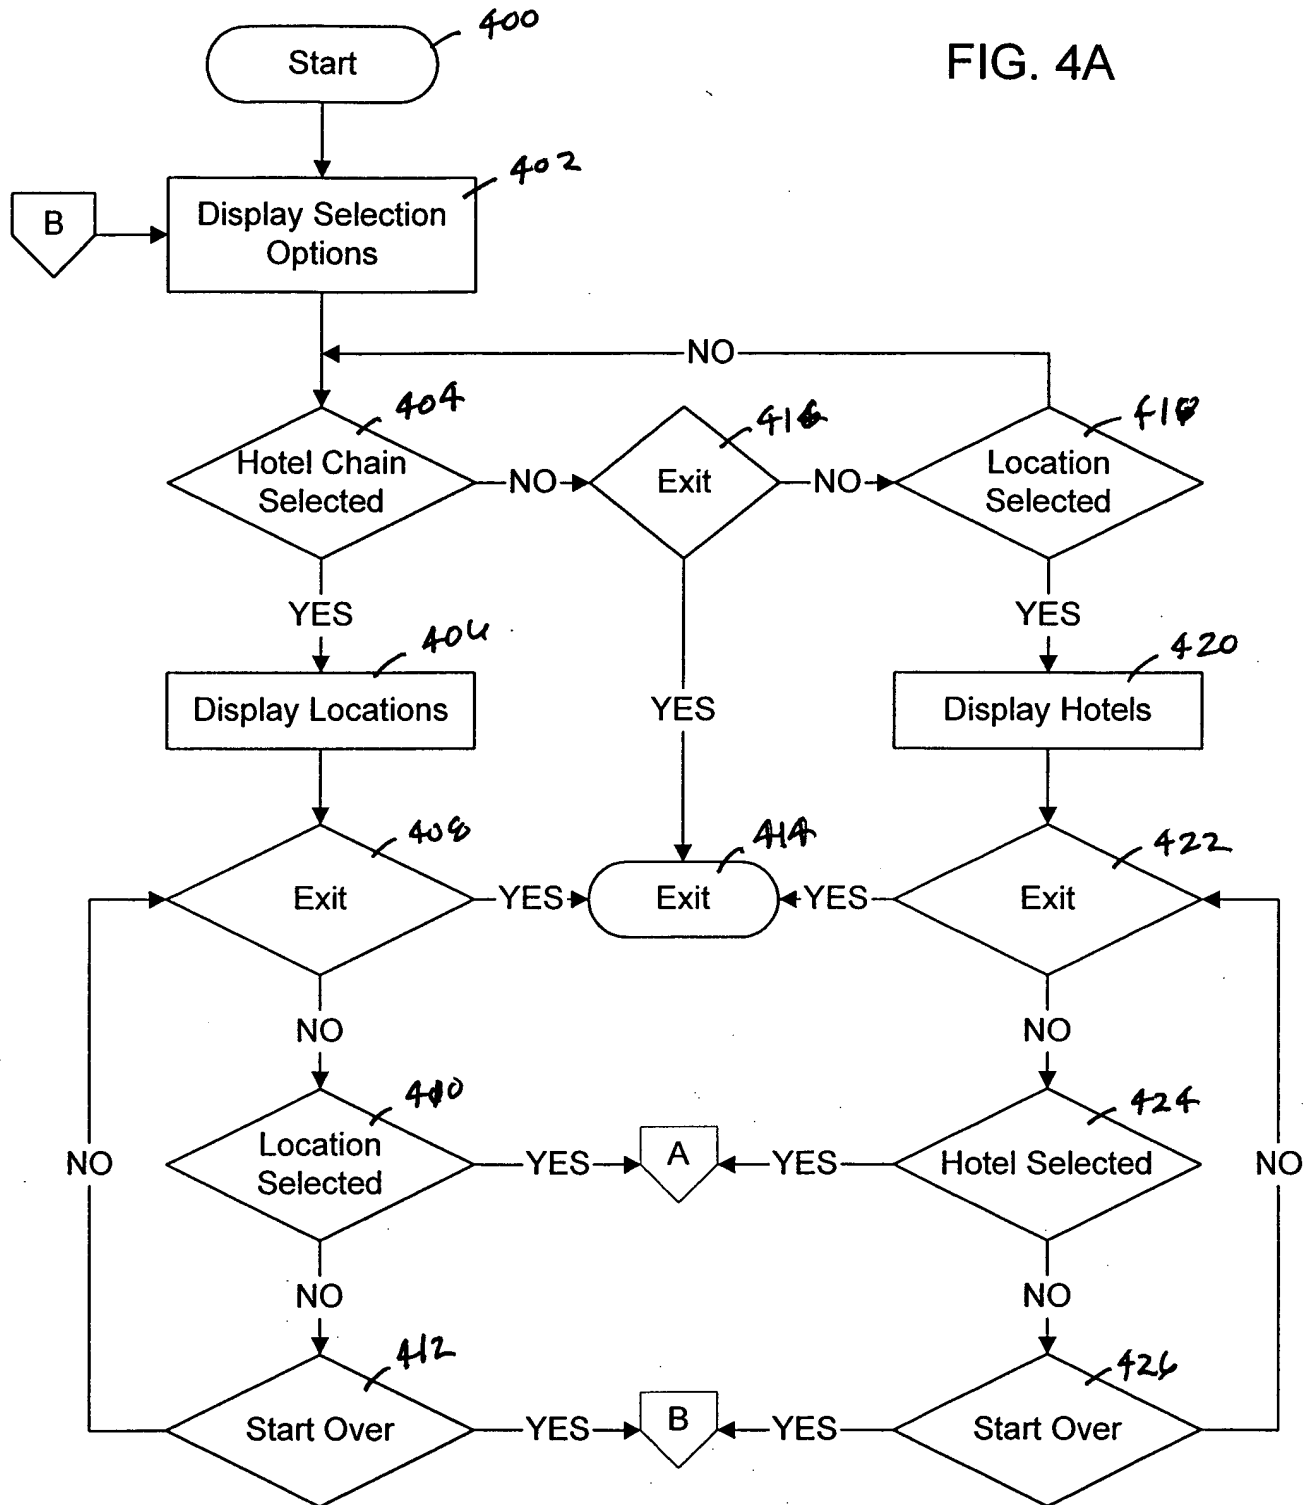 FIG. 4A
400
Start
402
B
Display Selection
Options
NO
404
416
418
Hotel Chain
Selected
NO
Exit
NO
Location
Selected
YES
YES
406
420
Display Locations
YES
Display Hotels
408
414
422
Exit
YES
Exit
YES
Exit
NO
NO
410
424
Location
Selected
YES
A
YES
Hotel Selected
NO
NO
NO
NO
412
426
Start Over
YES
B
YES
Start Over